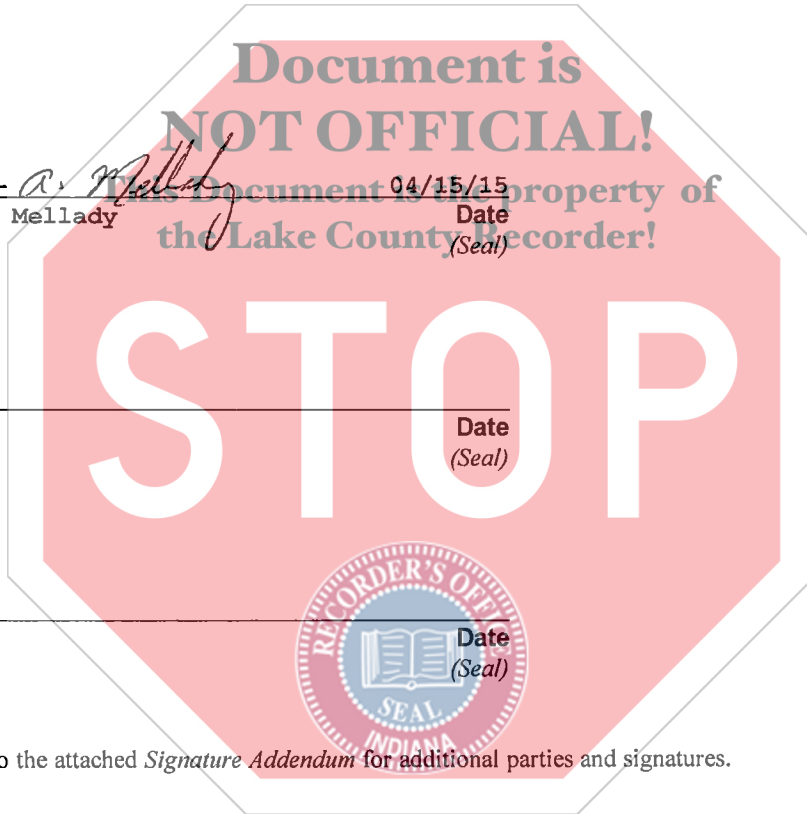 Document is
NOT OFFICIAL!
a. Mellady 04/15/15
This Document is the property of
Mellady Date
the Lake County Recorder!
(Seal)
STOP
Date
(Seal)
RECORDER'S OFFICE
Date
(Seal)
SEAL
INDIANA
o the attached Signature Addendum for additional parties and signatures.